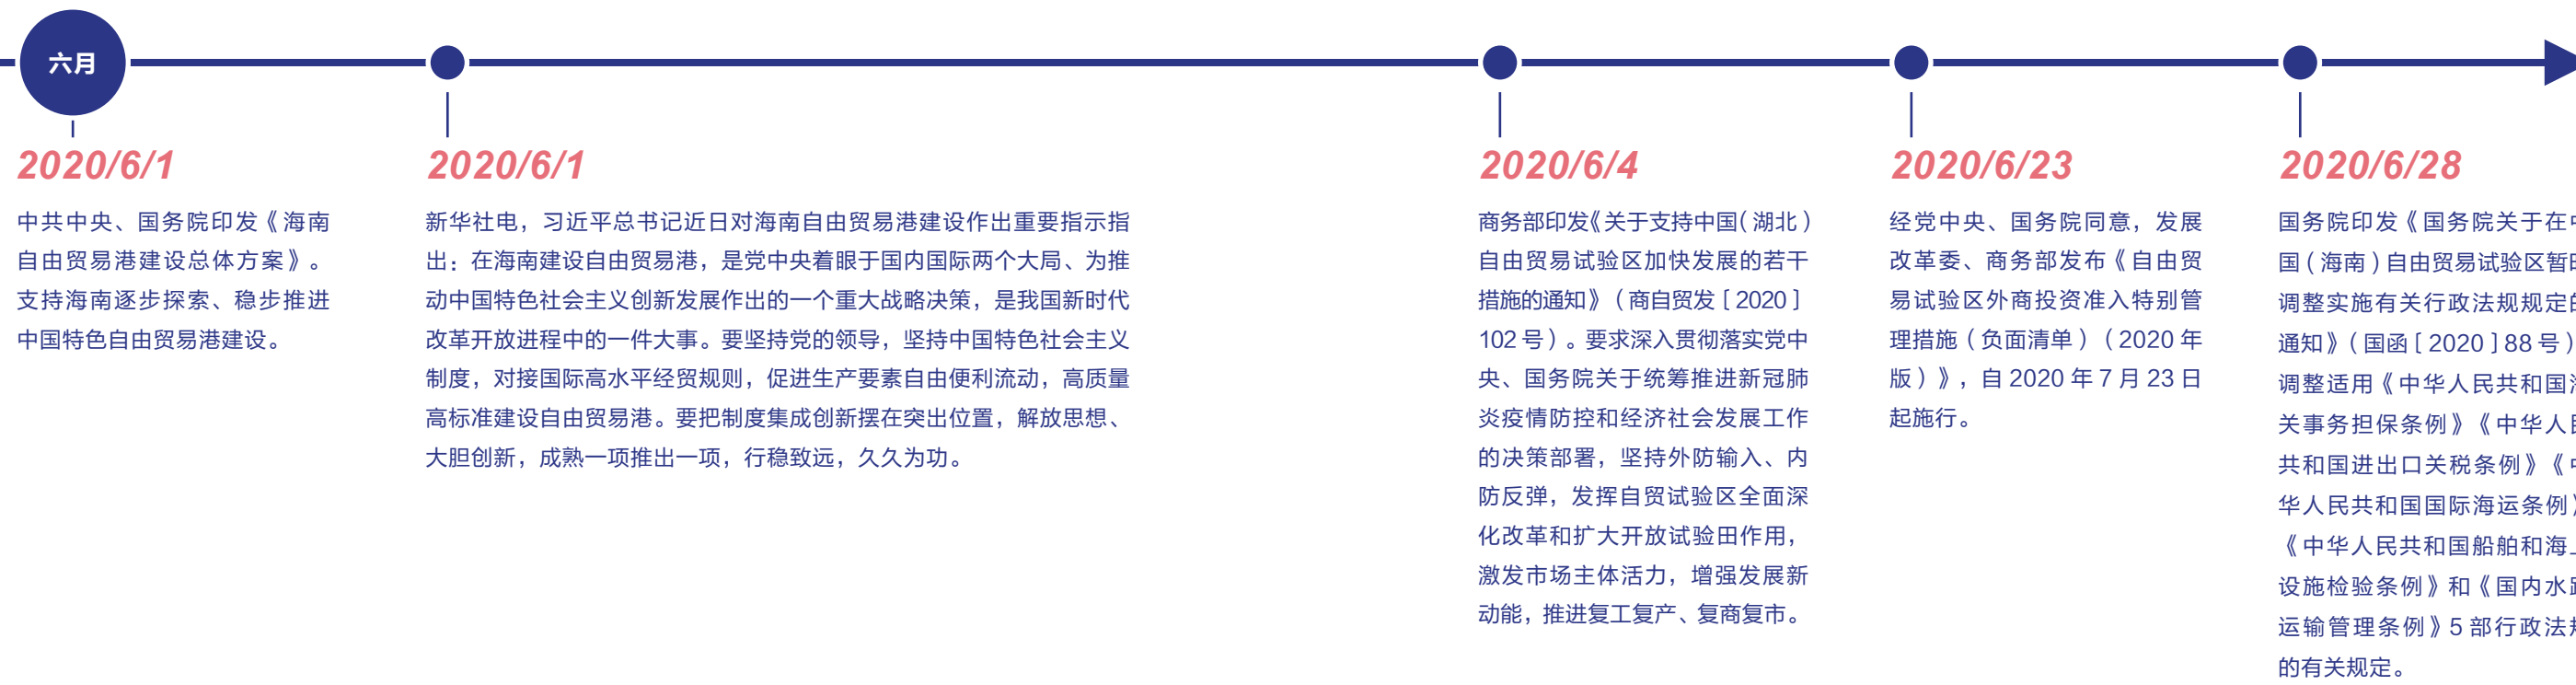 六月
2020/6/1
中共中央、国务院印发《海南
自由贸易港建设总体方案》。
支持海南逐步探索、稳步推进
中国特色自由贸易港建设。
2020/6/1
新华社电，习近平总书记近日对海南自由贸易港建设作出重要指示指
出：在海南建设自由贸易港，是党中央着眼于国内国际两个大局、为推
动中国特色社会主义创新发展作出的一个重大战略决策，是我国新时代
改革开放进程中的一件大事。要坚持党的领导，坚持中国特色社会主义
制度，对接国际高水平经贸规则，促进生产要素自由便利流动，高质量
高标准建设自由贸易港。要把制度集成创新摆在突出位置，解放思想、
大胆创新，成熟一项推出一项，行稳致远，久久为功。
2020/6/4
商务部印发《关于支持中国（湖北）
自由贸易试验区加快发展的若干
措施的通知》（商自贸发［2020］
102号）。要求深入贯彻落实党中
央、国务院关于统筹推进新冠肺
炎疫情防控和经济社会发展工作
的决策部署，坚持外防输入、内
防反弹，发挥自贸试验区全面深
化改革和扩大开放试验田作用，
激发市场主体活力，增强发展新
动能，推进复工复产、复商复市。
2020/6/23
经党中央、国务院同意，发展
改革委、商务部发布《自由贸
易试验区外商投资准入特别管
理措施（负面清单）（2020年
版）》，自2020年7月23日
起施行。
2020/6/28
国务院印发《国务院关于在
国（海南）自由贸易试验区暂
调整实施有关行政法规规定
通知》（国函［2020］88号）
调整适用《中华人民共和国
关事务担保条例》《中华人
共和国进出口关税条例》《
华人民共和国国际海运条例》
《中华人民共和国船舶和海
设施检验条例》和《国内水
运输管理条例》5部行政法
的有关规定。